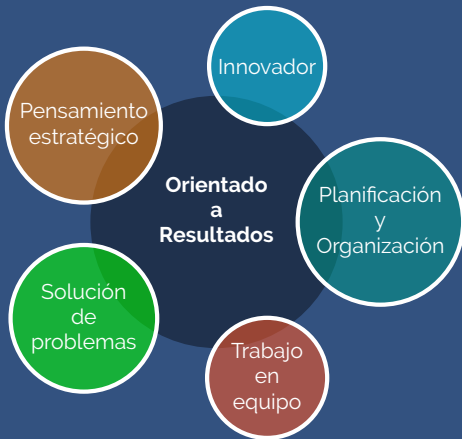 Innovador
Pensamiento
estratégico
Orientado
a
Resultados
Planificación
y
Organización
Solución
de
problemas
Trabajo
en
equipo